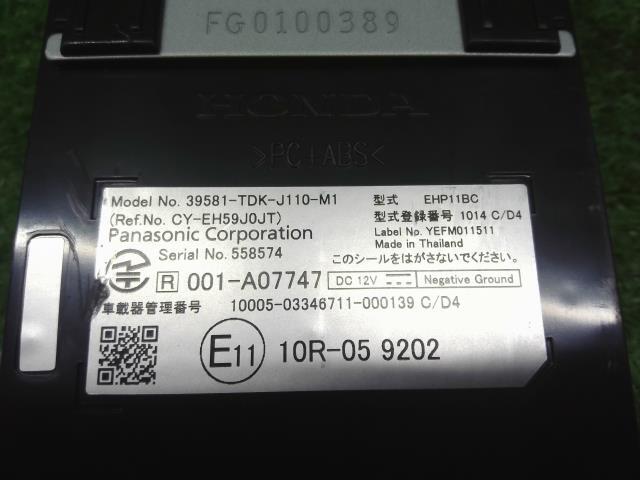 FG0100389
HONDA
>PC+ABS<
Model No. 39581-TDK-J110-M1 型式 EHP11BC
(Ref.No. CY-EH59J0JT) 型式登録番号 1014 C/D4
Panasonic Corporation Label No. YEFM011511
Made in Thailand
Serial No. 558574 このシールをはがさないでください。
R 001-A07747 DC 12V Negative Ground
車載器管理番号 10005-03346711-000139 C/D4
E11 10R-05 9202